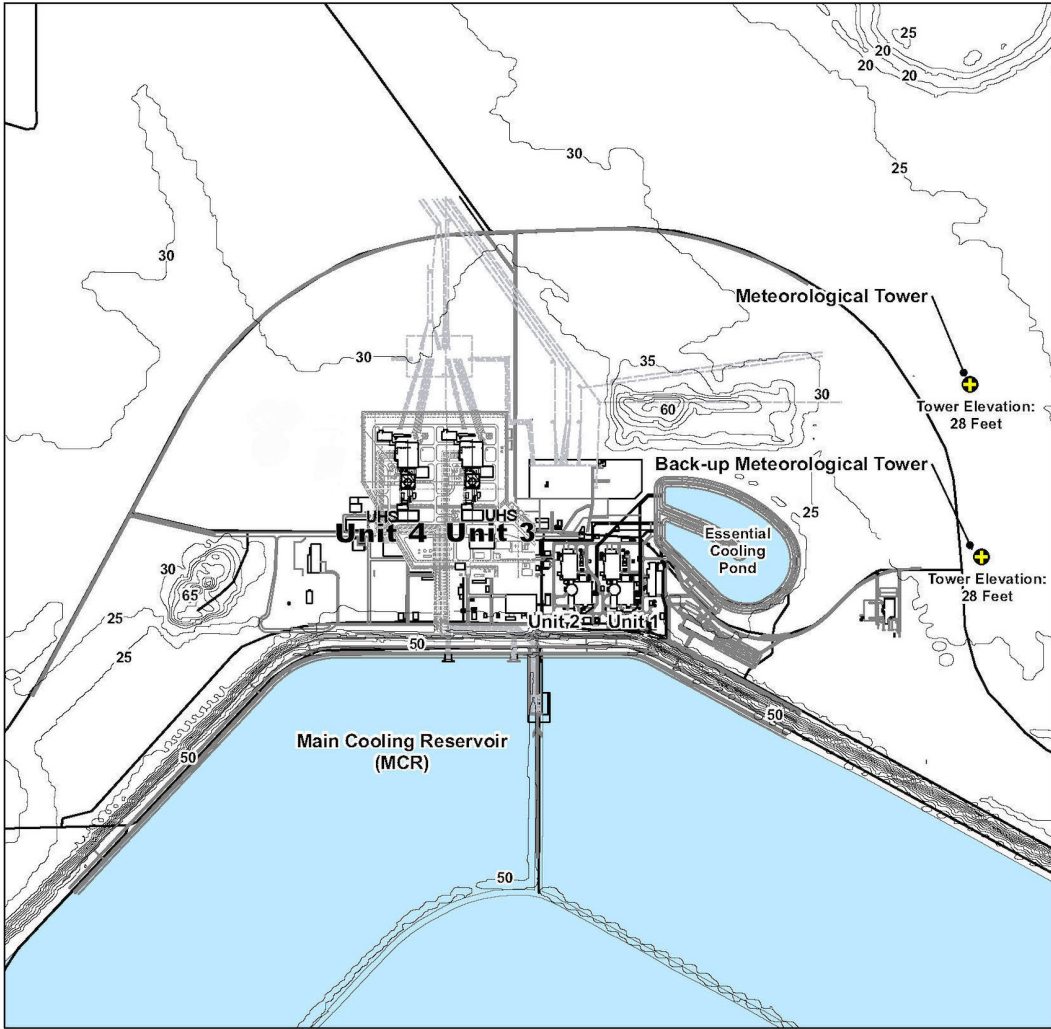 25
20
20
20
30
30
25
30
Meteorological Tower
30
35
30
60
Tower Elevation:
28 Feet
Back-up Meteorological Tower
UHS
UHS
Unit 4
Unit 3
25
Essential
Cooling
Pond
30
65
Tower Elevation:
28 Feet
25
25
Unit 2
Unit 1
50
50
Main Cooling Reservoir
(MCR)
50
50